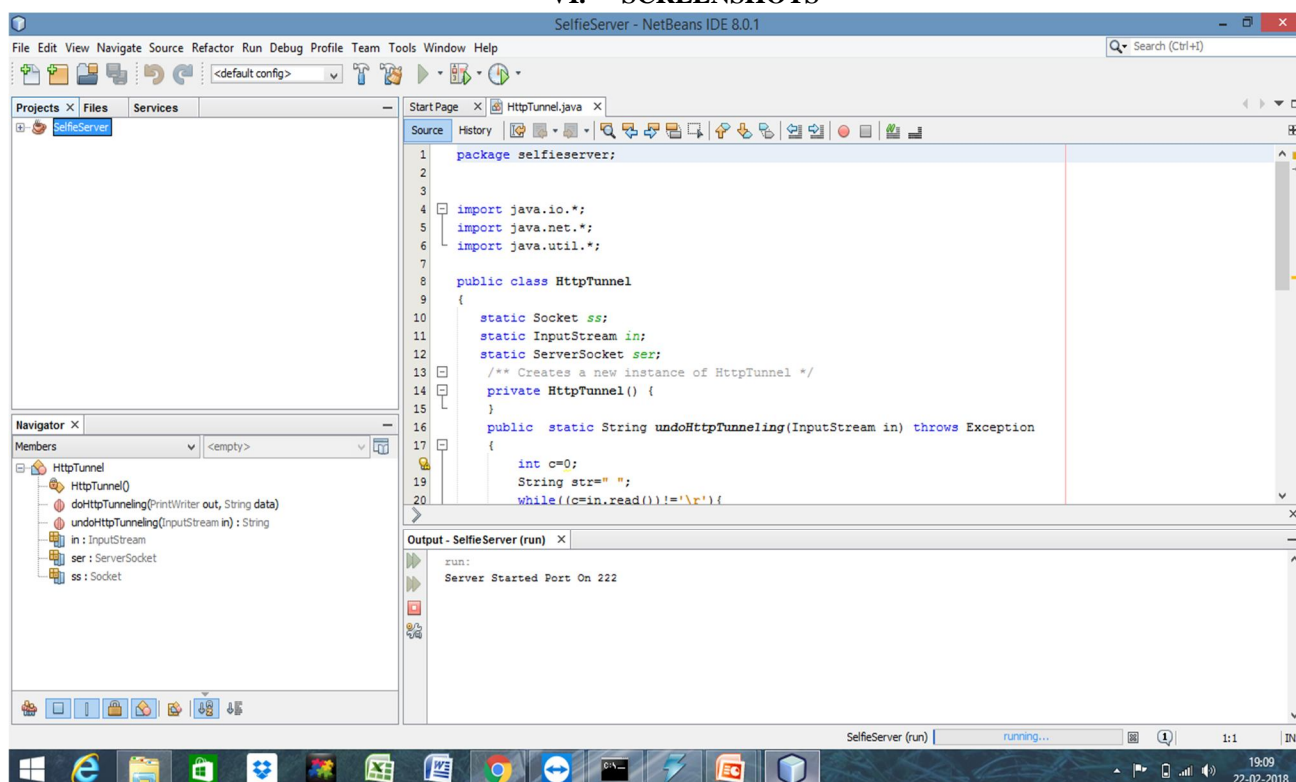 VI. SCREENSHOTS
SelfieServer - NetBeans IDE 8.0.1
File Edit View Navigate Source Refactor Run Debug Profile Team Tools Window Help
Search (Ctrl+I)
<default config>
Projects Files Services
SelfieServer
Start Page HttpTunnel.java
Source History
1 package selfieserver;
2
3
4 import java.io.*;
5 import java.net.*;
6 import java.util.*;
7
8 public class HttpTunnel
9 {
10 static Socket ss;
11 static InputStream in;
12 static ServerSocket ser;
13 /** Creates a new instance of HttpTunnel */
14 private HttpTunnel() {
15 }
16 public static String undoHttpTunneling(InputStream in) throws Exception
17 {
int c=0;
19 String str=" ";
20 while((c=in.read())!='\r'){
Navigator
Members <empty>
HttpTunnel
HttpTunnel()
doHttpTunneling(PrintWriter out, String data)
undoHttpTunneling(InputStream in) : String
in : InputStream
ser : ServerSocket
ss : Socket
Output - SelfieServer (run)
run:
Server Started Port On 222
SelfieServer (run) running... 1:1 IN
19:09
22-02-2018